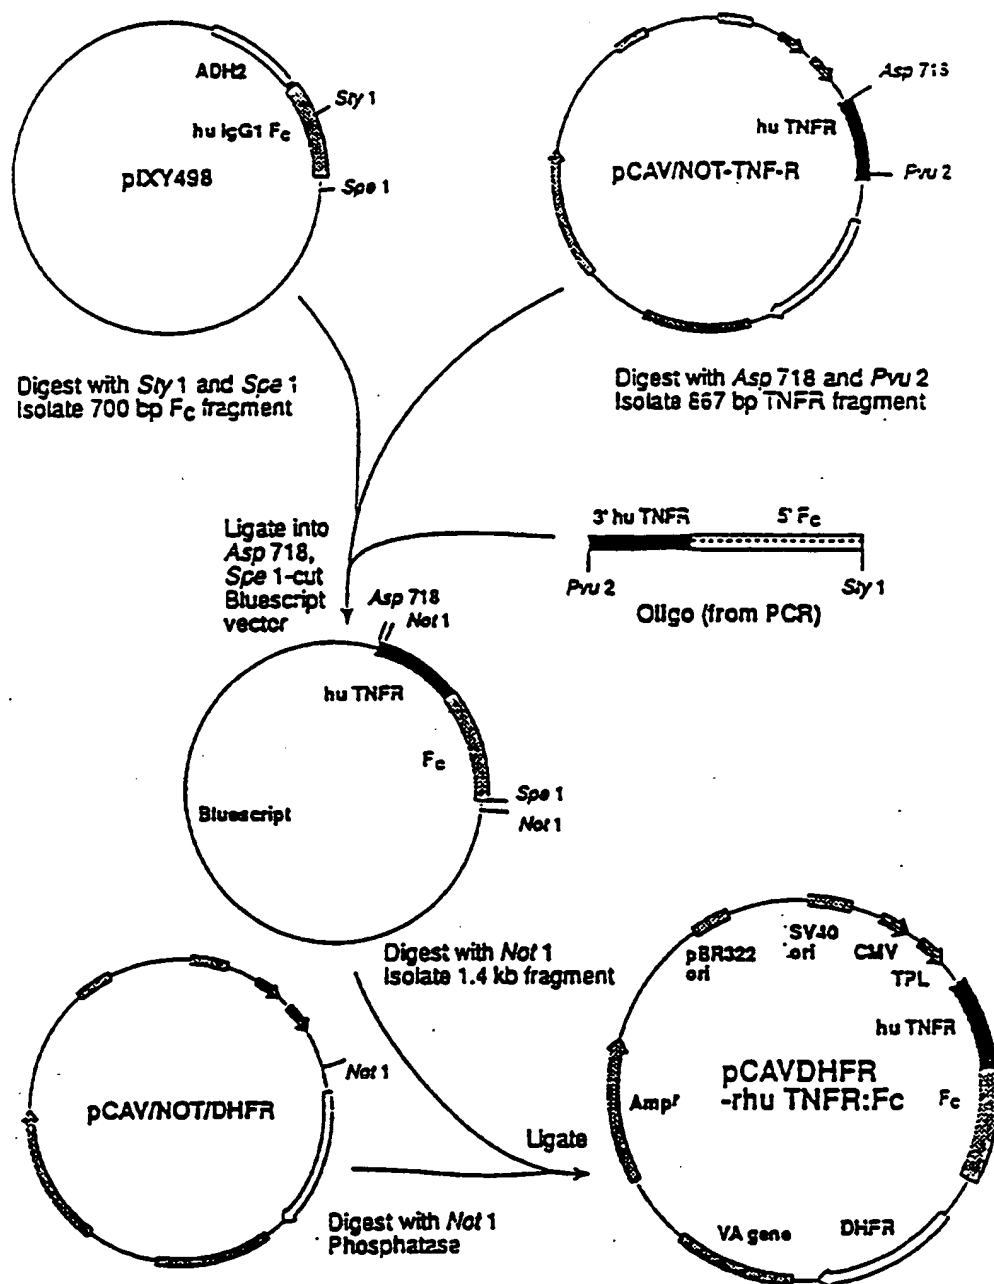 ADH2
Sty 1
hu IgG1 Fc
pIXY498
Spe 1
Asp 718
hu TNFR
pCAV/NOT-TNF-R
Pvu 2
Digest with Sty 1 and Spe 1
Isolate 700 bp Fc fragment
Digest with Asp 718 and Pvu 2
Isolate 867 bp TNFR fragment
Ligate into
Asp 718,
Spe 1-cut
Bluescript
vector
3' hu TNFR
5' Fc
Pvu 2
Sty 1
Oligo (from PCR)
Asp 718
Not 1
hu TNFR
Fc
Spe 1
Not 1
Bluescript
Digest with Not 1
Isolate 1.4 kb fragment
pCAV/NOT/DHFR
Not 1
Digest with Not 1
Phosphatase
Ligate
pBR322
ori
SV40
ori
CMV
TPL
hu TNFR
pCAVDHFR
-rhu TNFR:Fc
Fc
Ampr
VA gene
DHFR